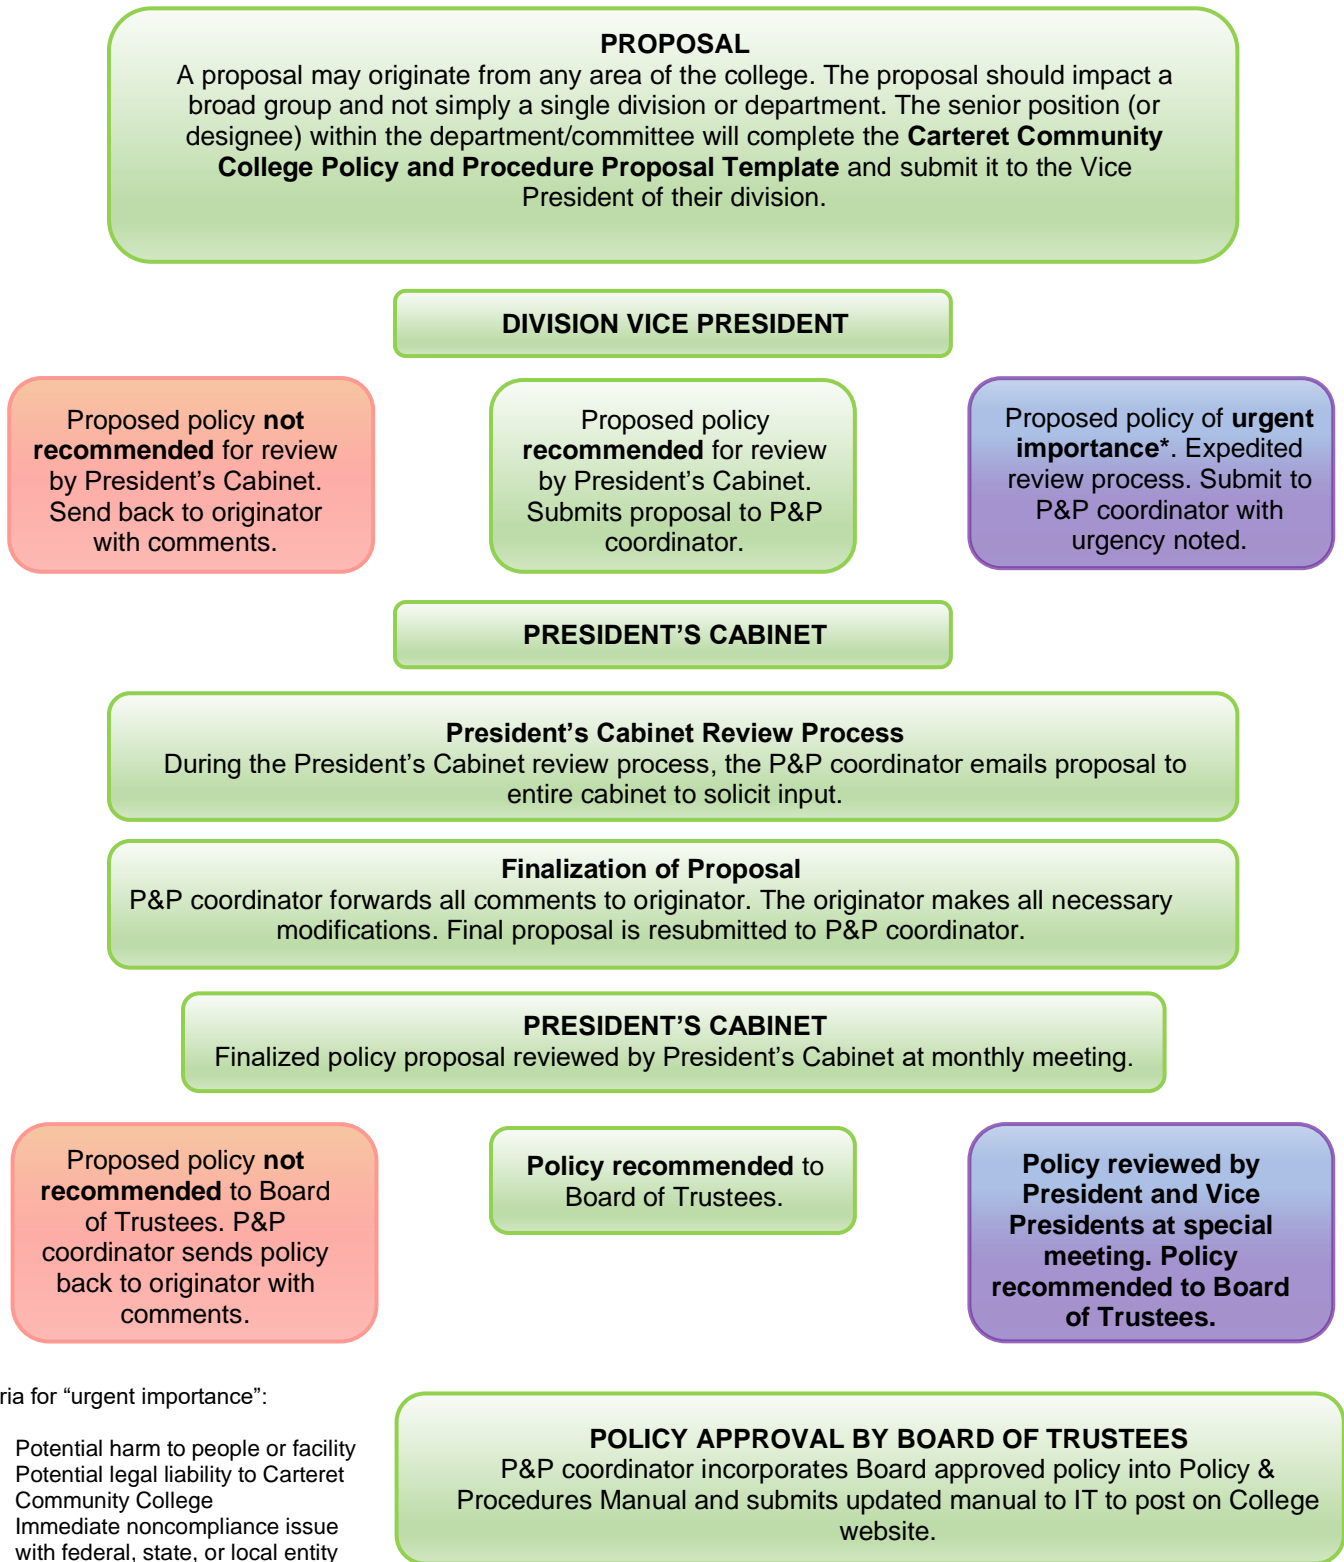 PROPOSAL
A proposal may originate from any area of the college. The proposal should impact a
broad group and not simply a single division or department. The senior position (or
designee) within the department/committee will complete the Carteret Community
College Policy and Procedure Proposal Template and submit it to the Vice
President of their division.
DIVISION VICE PRESIDENT
Proposed policy not
recommended for review
by President’s Cabinet.
Send back to originator
with comments.
Proposed policy
recommended for review
by President’s Cabinet.
Submits proposal to P&P
coordinator.
Proposed policy of urgent
importance*. Expedited
review process. Submit to
P&P coordinator with
urgency noted.
PRESIDENT’S CABINET
President’s Cabinet Review Process
During the President’s Cabinet review process, the P&P coordinator emails proposal to
entire cabinet to solicit input.
Finalization of Proposal
P&P coordinator forwards all comments to originator. The originator makes all necessary
modifications. Final proposal is resubmitted to P&P coordinator.
PRESIDENT’S CABINET
Finalized policy proposal reviewed by President’s Cabinet at monthly meeting.
Proposed policy not
recommended to Board
of Trustees. P&P
coordinator sends policy
back to originator with
comments.
Policy recommended to
Board of Trustees.
Policy reviewed by
President and Vice
Presidents at special
meeting. Policy
recommended to Board
of Trustees.
ria for “urgent importance”:
Potential harm to people or facility
Potential legal liability to Carteret
Community College
Immediate noncompliance issue
with federal, state, or local entity
POLICY APPROVAL BY BOARD OF TRUSTEES
P&P coordinator incorporates Board approved policy into Policy &
Procedures Manual and submits updated manual to IT to post on College
website.